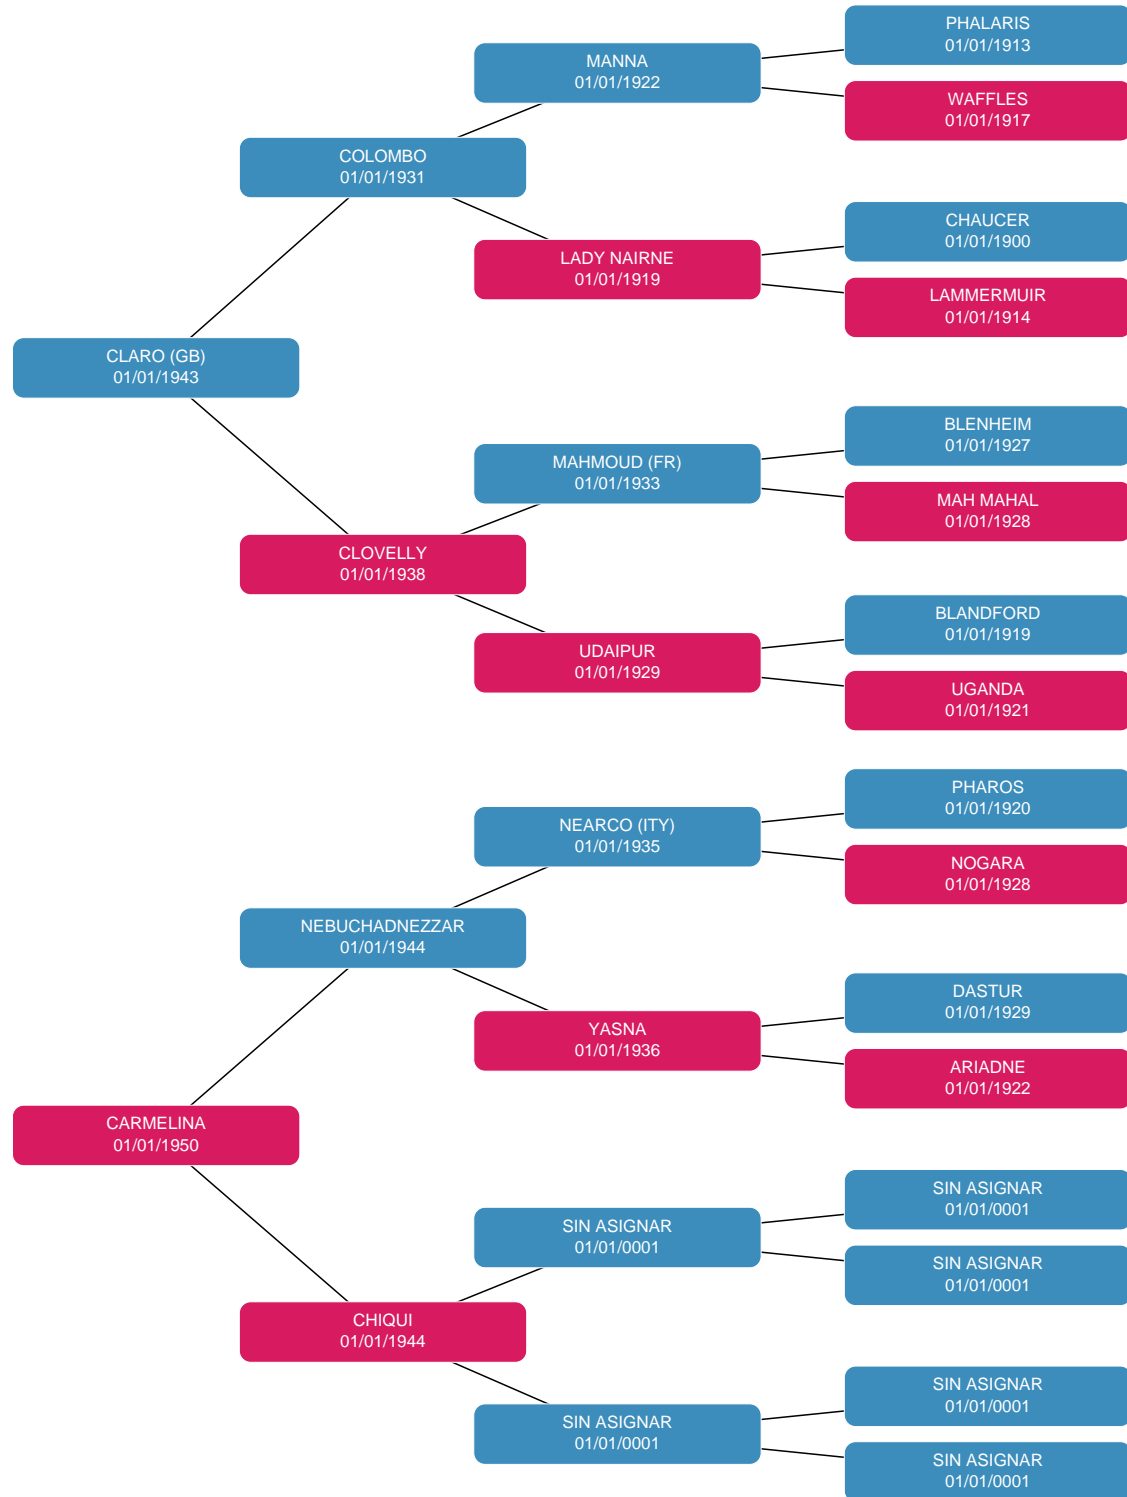 PHALARIS
01/01/1913
MANNA
01/01/1922
WAFFLES
01/01/1917
COLOMBO
01/01/1931
CHAUCER
01/01/1900
LADY NAIRNE
01/01/1919
LAMMERMUIR
01/01/1914
CLARO (GB)
01/01/1943
BLENHEIM
01/01/1927
MAHMOUD (FR)
01/01/1933
MAH MAHAL
01/01/1928
CLOVELLY
01/01/1938
BLANDFORD
01/01/1919
UDAIPUR
01/01/1929
UGANDA
01/01/1921
PHAROS
01/01/1920
NEARCO (ITY)
01/01/1935
NOGARA
01/01/1928
NEBUCHADNEZZAR
01/01/1944
DASTUR
01/01/1929
YASNA
01/01/1936
ARIADNE
01/01/1922
CARMELINA
01/01/1950
SIN ASIGNAR
01/01/0001
SIN ASIGNAR
01/01/0001
SIN ASIGNAR
01/01/0001
CHIQUI
01/01/1944
SIN ASIGNAR
01/01/0001
SIN ASIGNAR
01/01/0001
SIN ASIGNAR
01/01/0001